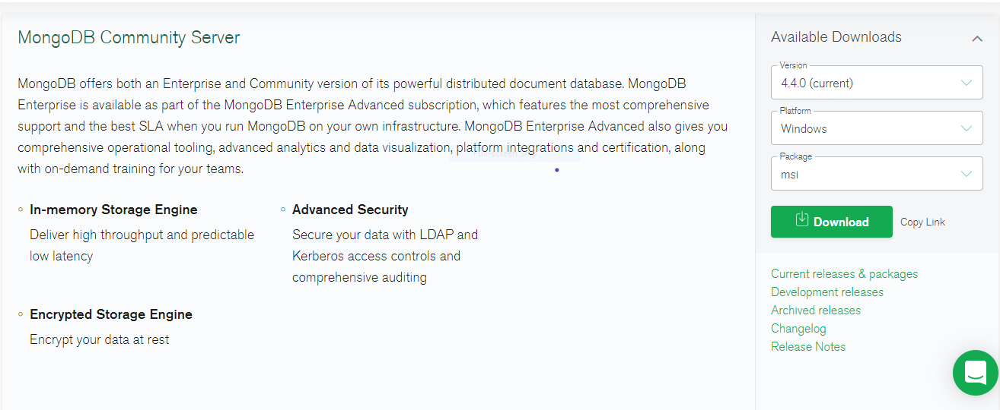 MongoDB Community Server
MongoDB offers both an Enterprise and Community version of its powerful distributed document database. MongoDB
Enterprise is available as part of the MongoDB Enterprise Advanced subscription, which features the most comprehensive
support and the best SLA when you run MongoDB on your own infrastructure. MongoDB Enterprise Advanced also gives you
comprehensive operational tooling, advanced analytics and data visualization, platform integrations and certification, along
with on-demand training for your teams.
In-memory Storage Engine
Deliver high throughput and predictable
low latency
Advanced Security
Secure your data with LDAP and
Kerberos access controls and
comprehensive auditing
Encrypted Storage Engine
Encrypt your data at rest
Available Downloads
Version
4.4.0 (current)
Platform
Windows
Package
msi
Download Copy Link
Current releases & packages
Development releases
Archived releases
Changelog
Release Notes